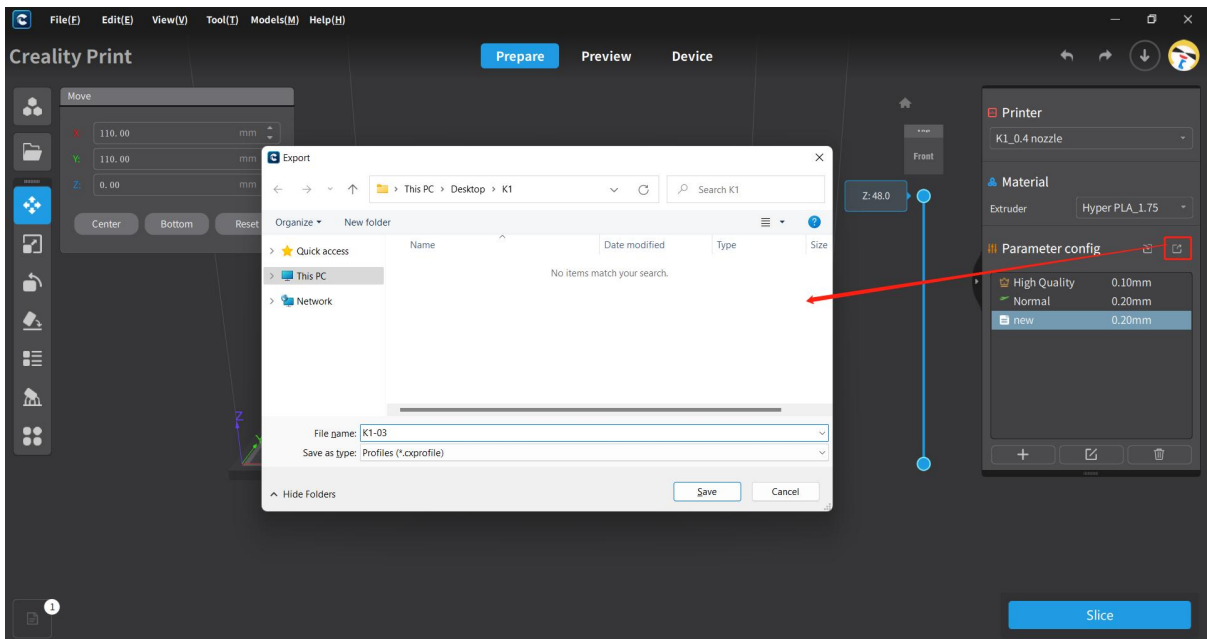 File(F) Edit(E) View(V) Tool(T) Models(M) Help(H)
Creality Print
Prepare Preview Device
Move
X: 110.00 mm
Y: 110.00 mm
Z: 0.00 mm
Center Bottom Reset
Export
This PC > Desktop > K1
Search K1
Organize New folder
Quick access
This PC
Network
Name Date modified Type Size
No items match your search.
File name: K1-03
Save as type: Profiles (*.cxprofile)
Hide Folders
Save Cancel
Z
Front
Z: 48.0
Printer
K1_0.4 nozzle
Material
Extruder Hyper PLA_1.75
Parameter config
High Quality 0.10mm
Normal 0.20mm
new 0.20mm
1
Slice